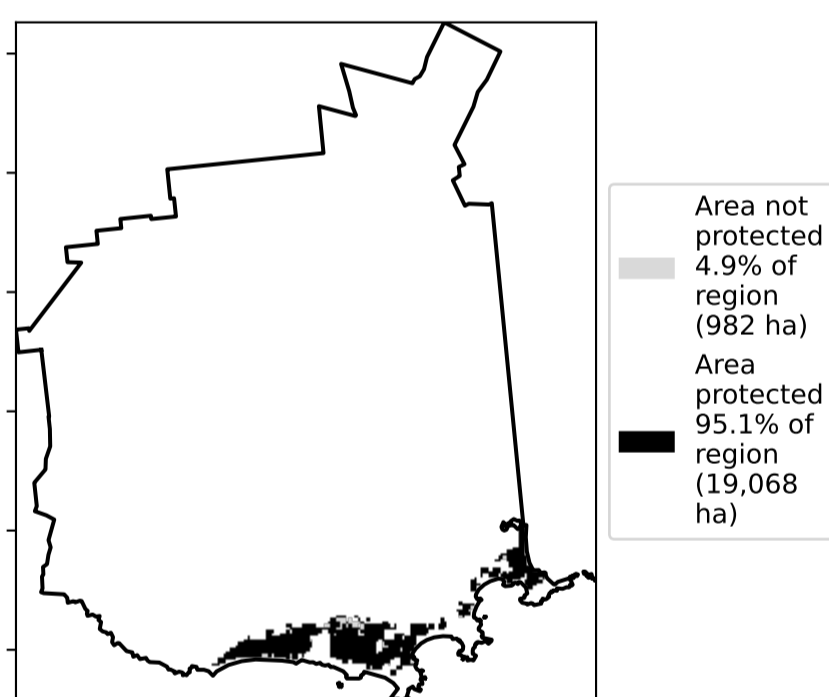 Area not
protected
4.9% of
region
(982 ha)
Area
protected
95.1% of
region
(19,068
ha)